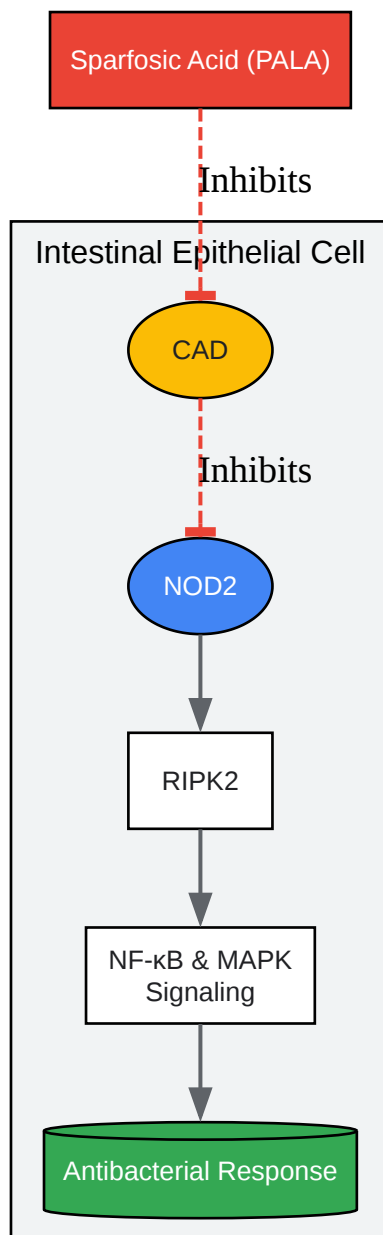 Sparfosic Acid (PALA)
Inhibits
Intestinal Epithelial Cell
CAD
Inhibits
NOD2
RIPK2
NF-κB & MAPK
Signaling
Antibacterial Response